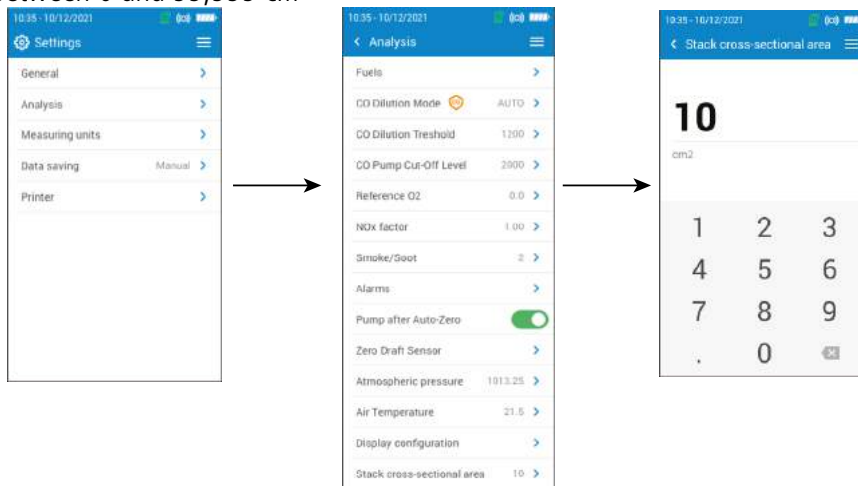 between 0 and cm
10:35 - 10/12/2021
Settings
General
Analysis
Measuring units
Data saving Manual
Printer
10:35 - 10/12/2021
Analysis
Fuels
CO Dilution Mode AUTO
CO Dilution Treshold 1200
CO Pump Cut-Off Level 2000
Reference O2 0.0
NOx factor 1.00
Smoke/Soot 2
Alarms
Pump after Auto-Zero
Zero Draft Sensor
Atmospheric pressure 1013.25
Air Temperature 21.5
Display configuration
Stack cross-sectional area 10
10:35 - 10/12/2021
Stack cross-sectional area
10
cm2
1 2 3
4 5 6
7 8 9
. 0